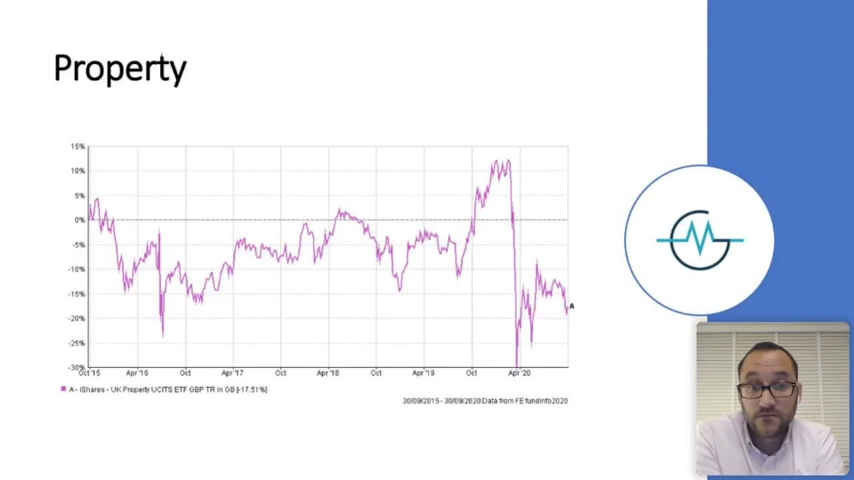 Property
15%
10%
5%
0%
-5%
-10%
-15%
-20%
-25%
-30%
Oct '15 Apr '16 Oct Apr '17 Oct Apr '18 Oct Apr '19 Oct Apr '20
A
A - iShares - UK Property UCITS ETF GBP TR in GB [-17.51%]
30/09/2015 - 30/09/2020 Data from FE fundinfo2020